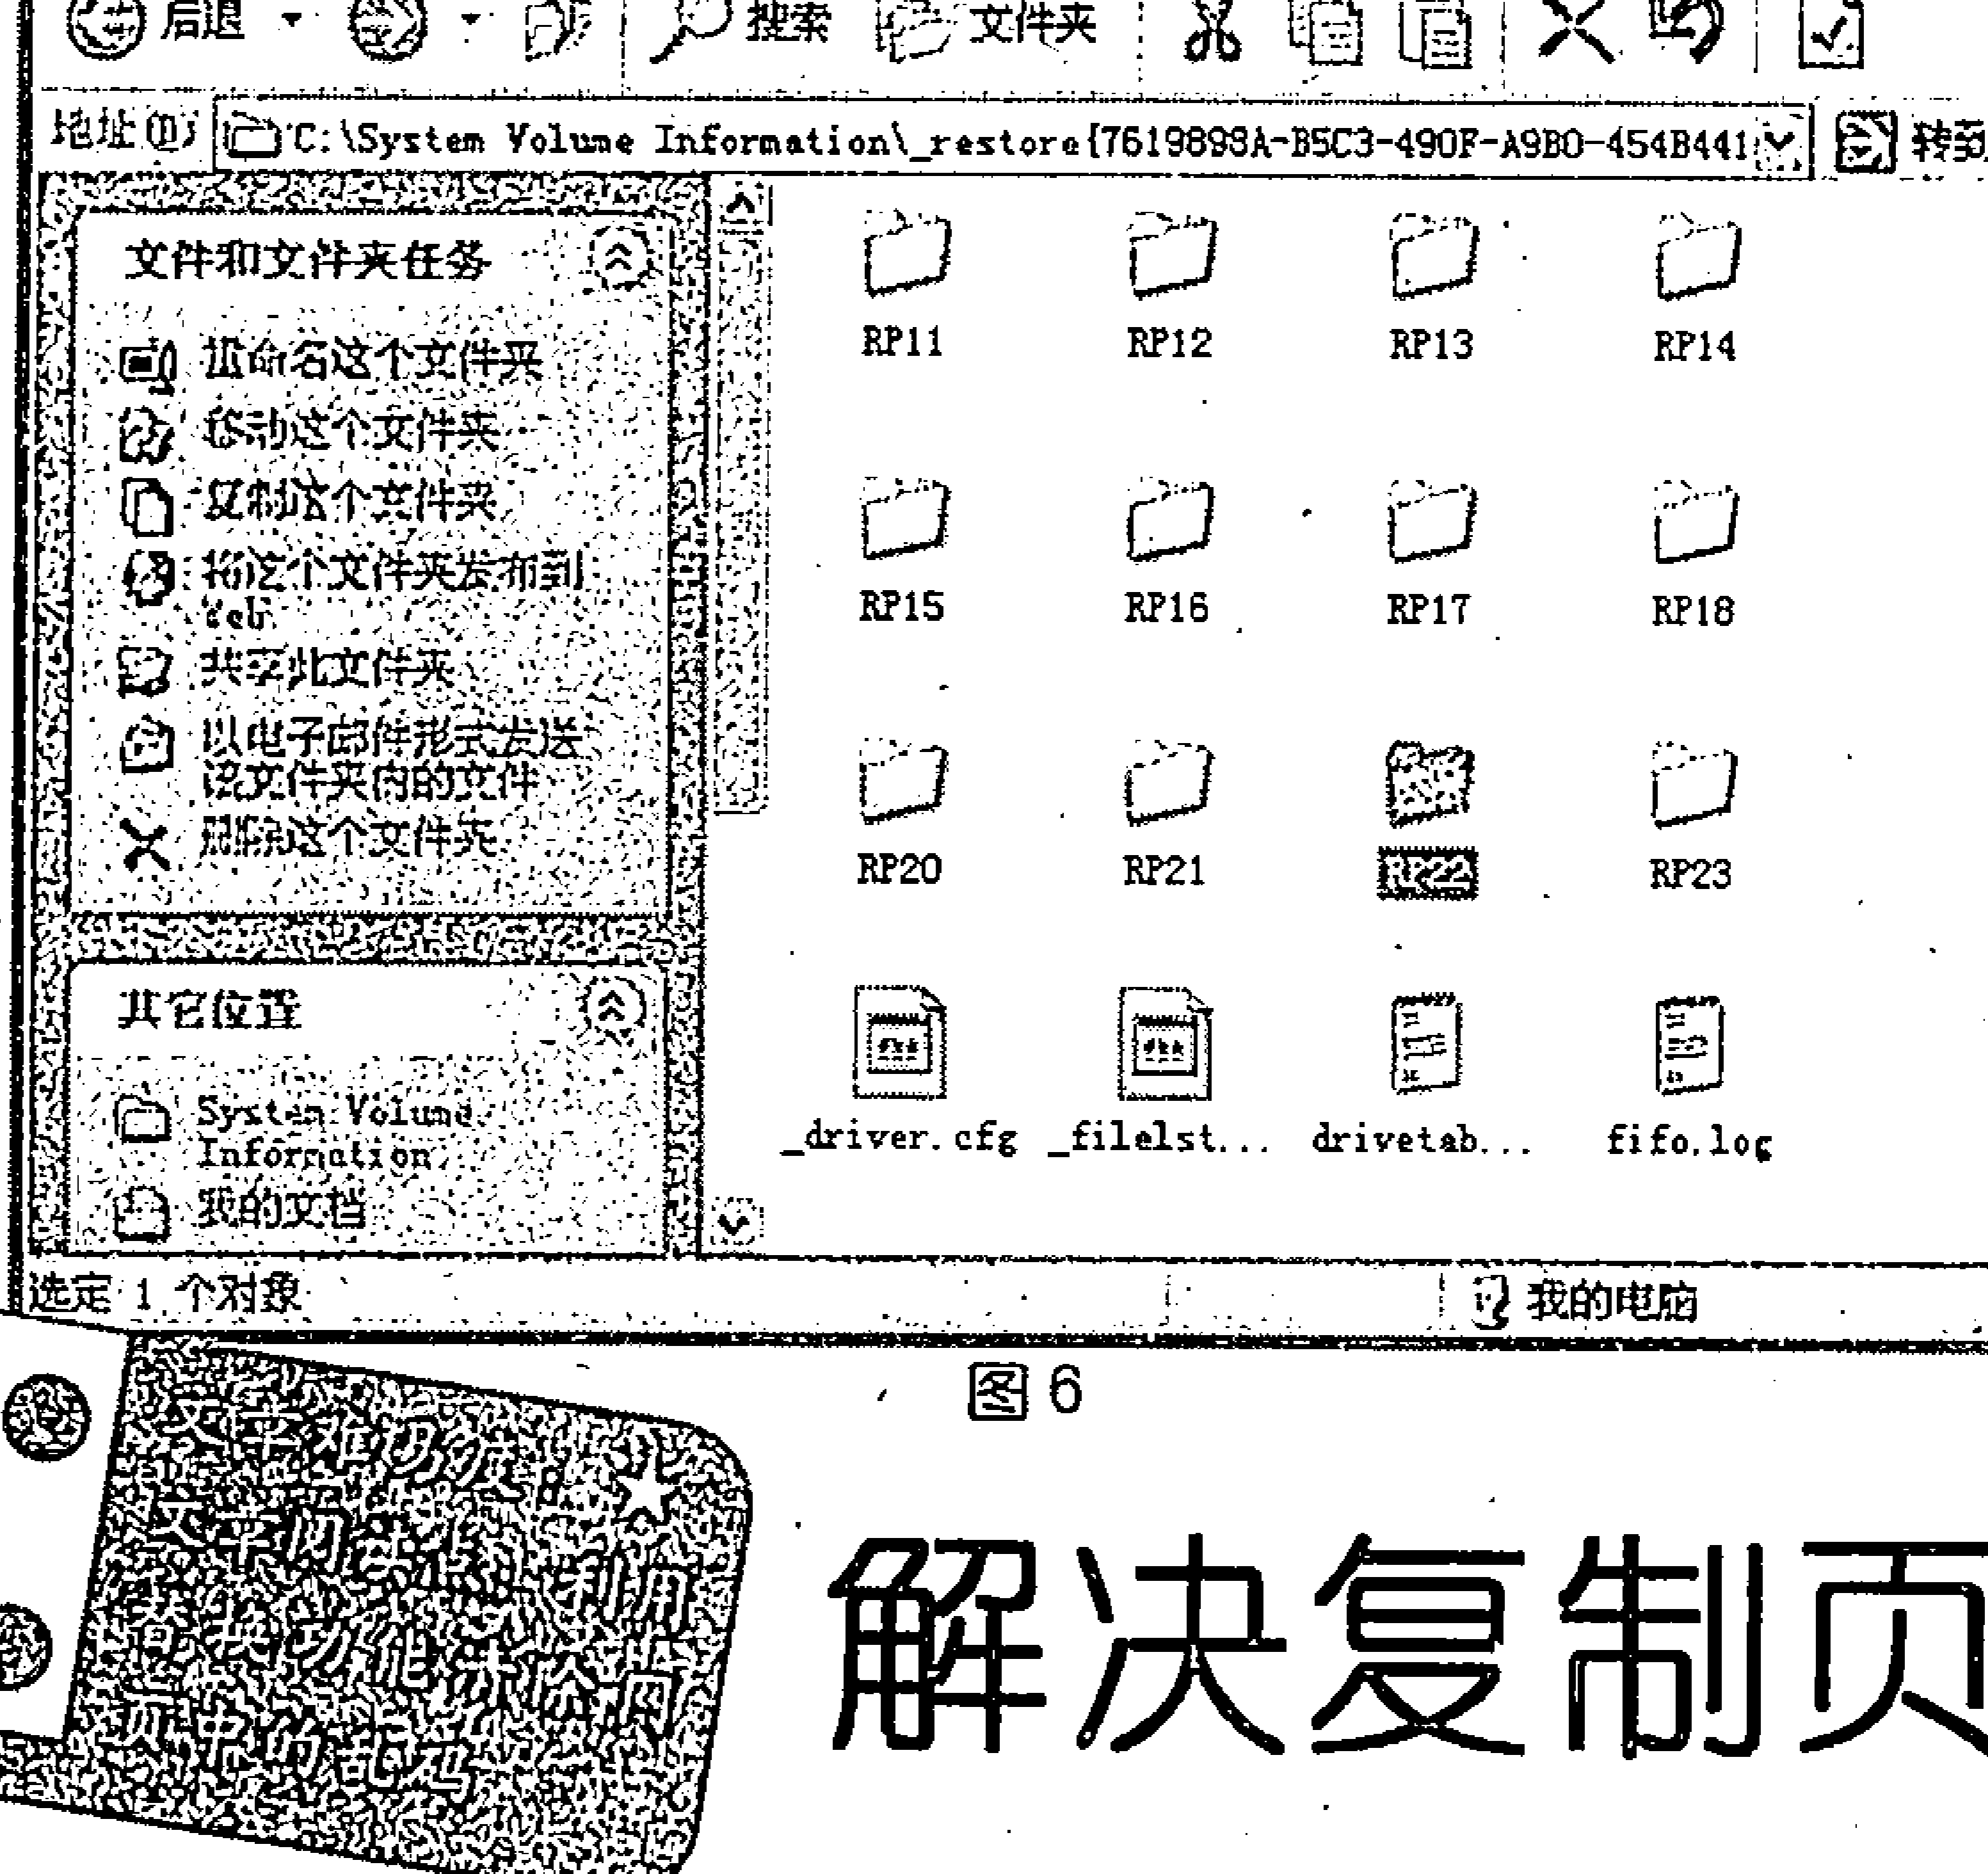 后退 搜索 文件夹
地址(D) C:\System Volume Information\_restore{7619898A-B5C3-490F-A9B0-454B441 转到
文件和文件夹任务
重命名这个文件夹
移动这个文件夹
复制这个文件夹
将这个文件夹发布到
Web
共享此文件夹
以电子邮件形式发送
此文件夹内的文件
删除这个文件夹
其它位置
System Volume
Information
我的文档
RP11 RP12 RP13 RP14
RP15 RP16 RP17 RP18
RP20 RP21 RP22 RP23
_driver.cfg _filelst... drivetab... fifo.log
选定 1 个对象 我的电脑
图 6
解决复制页